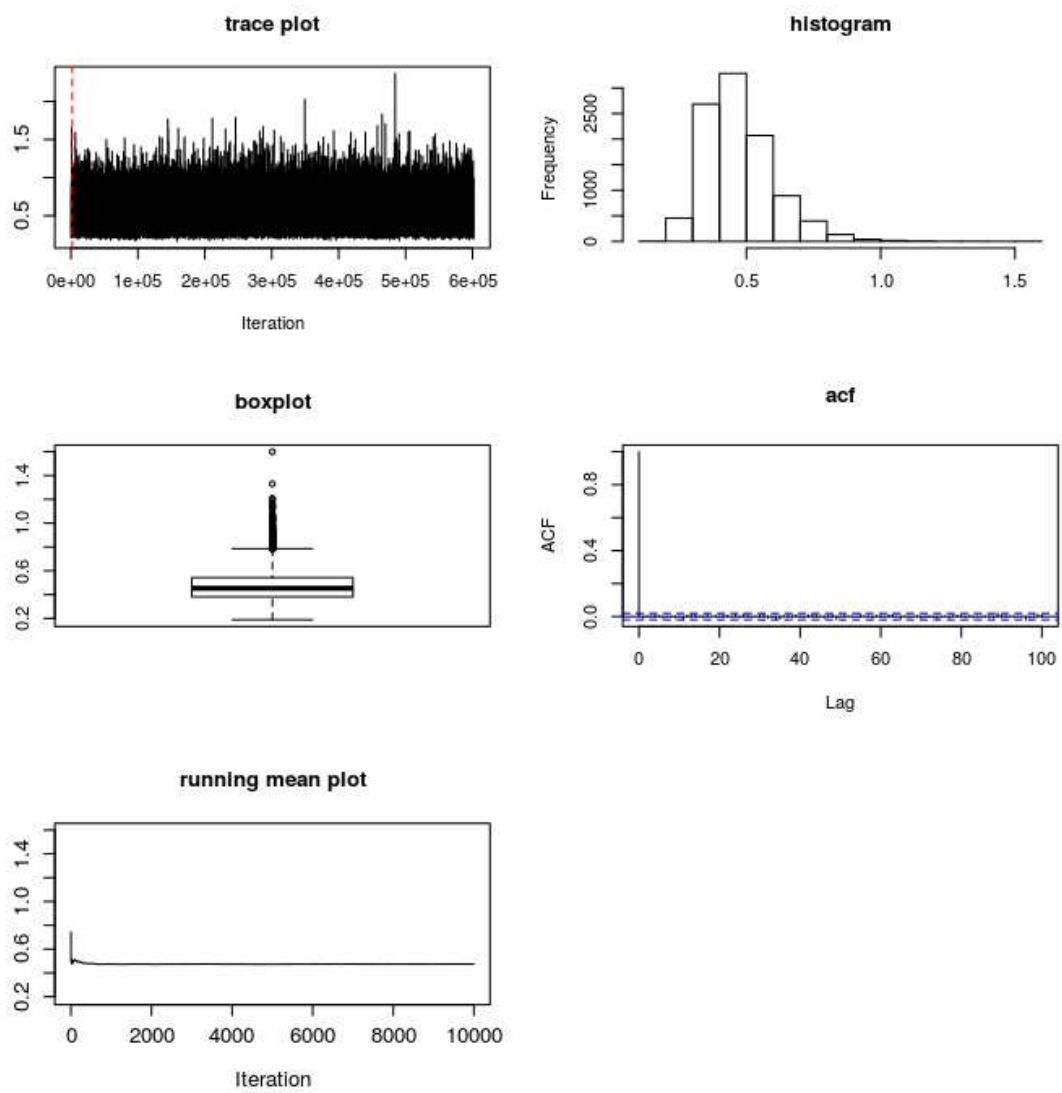 trace plot
1.5
0.5
0e+00 1e+05 2e+05 3e+05 4e+05 5e+05 6e+05
Iteration
histogram
Frequency
2500
1000
0
0.5 1.0 1.5
boxplot
1.4
1.0
0.6
0.2
acf
ACF
0.8
0.4
0.0
0 20 40 60 80 100
Lag
running mean plot
1.4
1.0
0.6
0.2
0 2000 4000 6000 8000 10000
Iteration